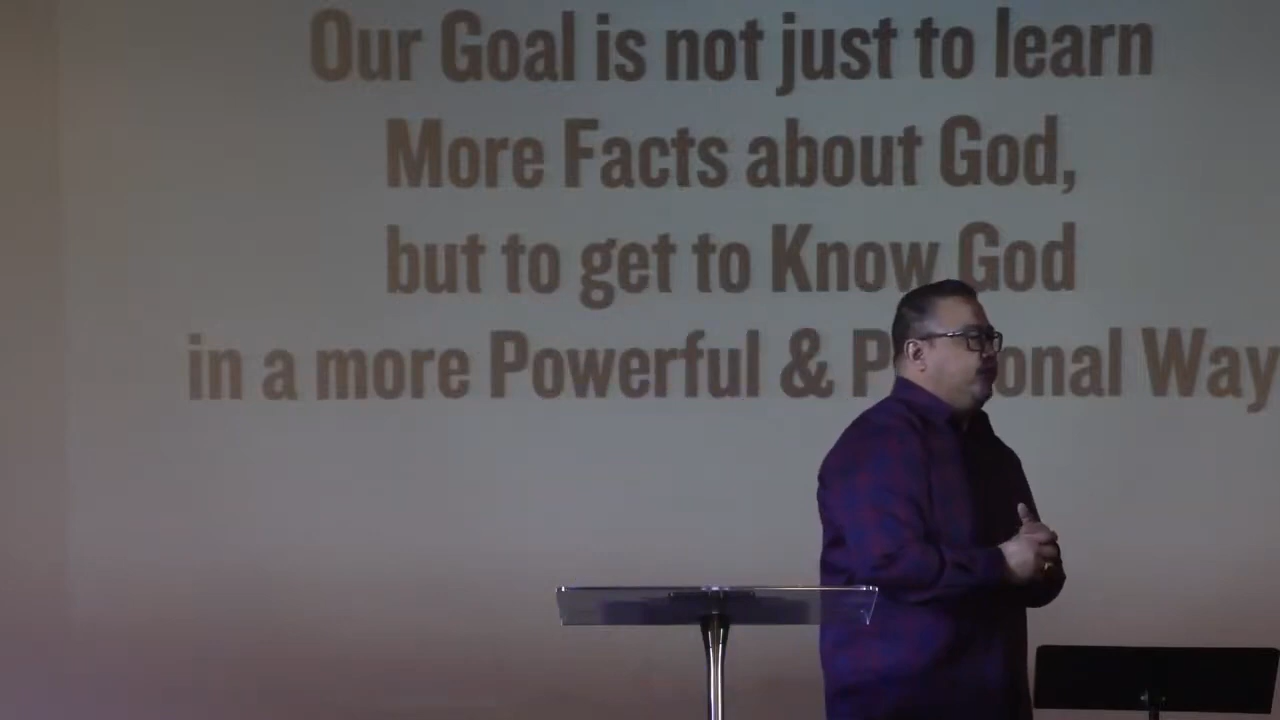 Our Goal is not just to learn
More Facts about God,
but to get to Know God
in a more Powerful & Personal Way